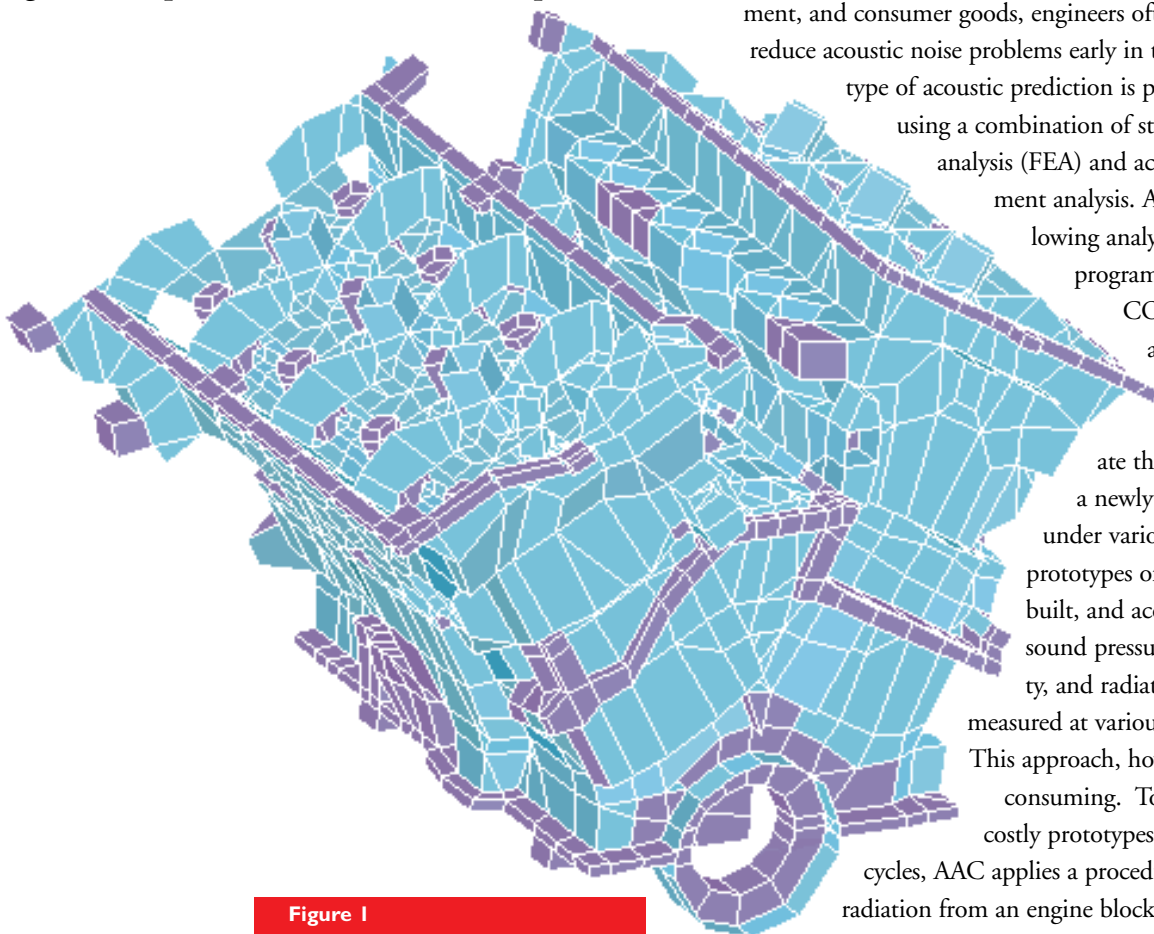 ment, and consumer goods, engineers oft
reduce acoustic noise problems early in t
type of acoustic prediction is p
using a combination of st
analysis (FEA) and ac
ment analysis. A
lowing analy
program
CO
a
ate th
a newly
under vario
prototypes o
built, and acc
sound pressu
ty, and radiat
measured at various
This approach, ho
consuming. To
costly prototypes
cycles, AAC applies a proced
radiation from an engine block
Figure 1